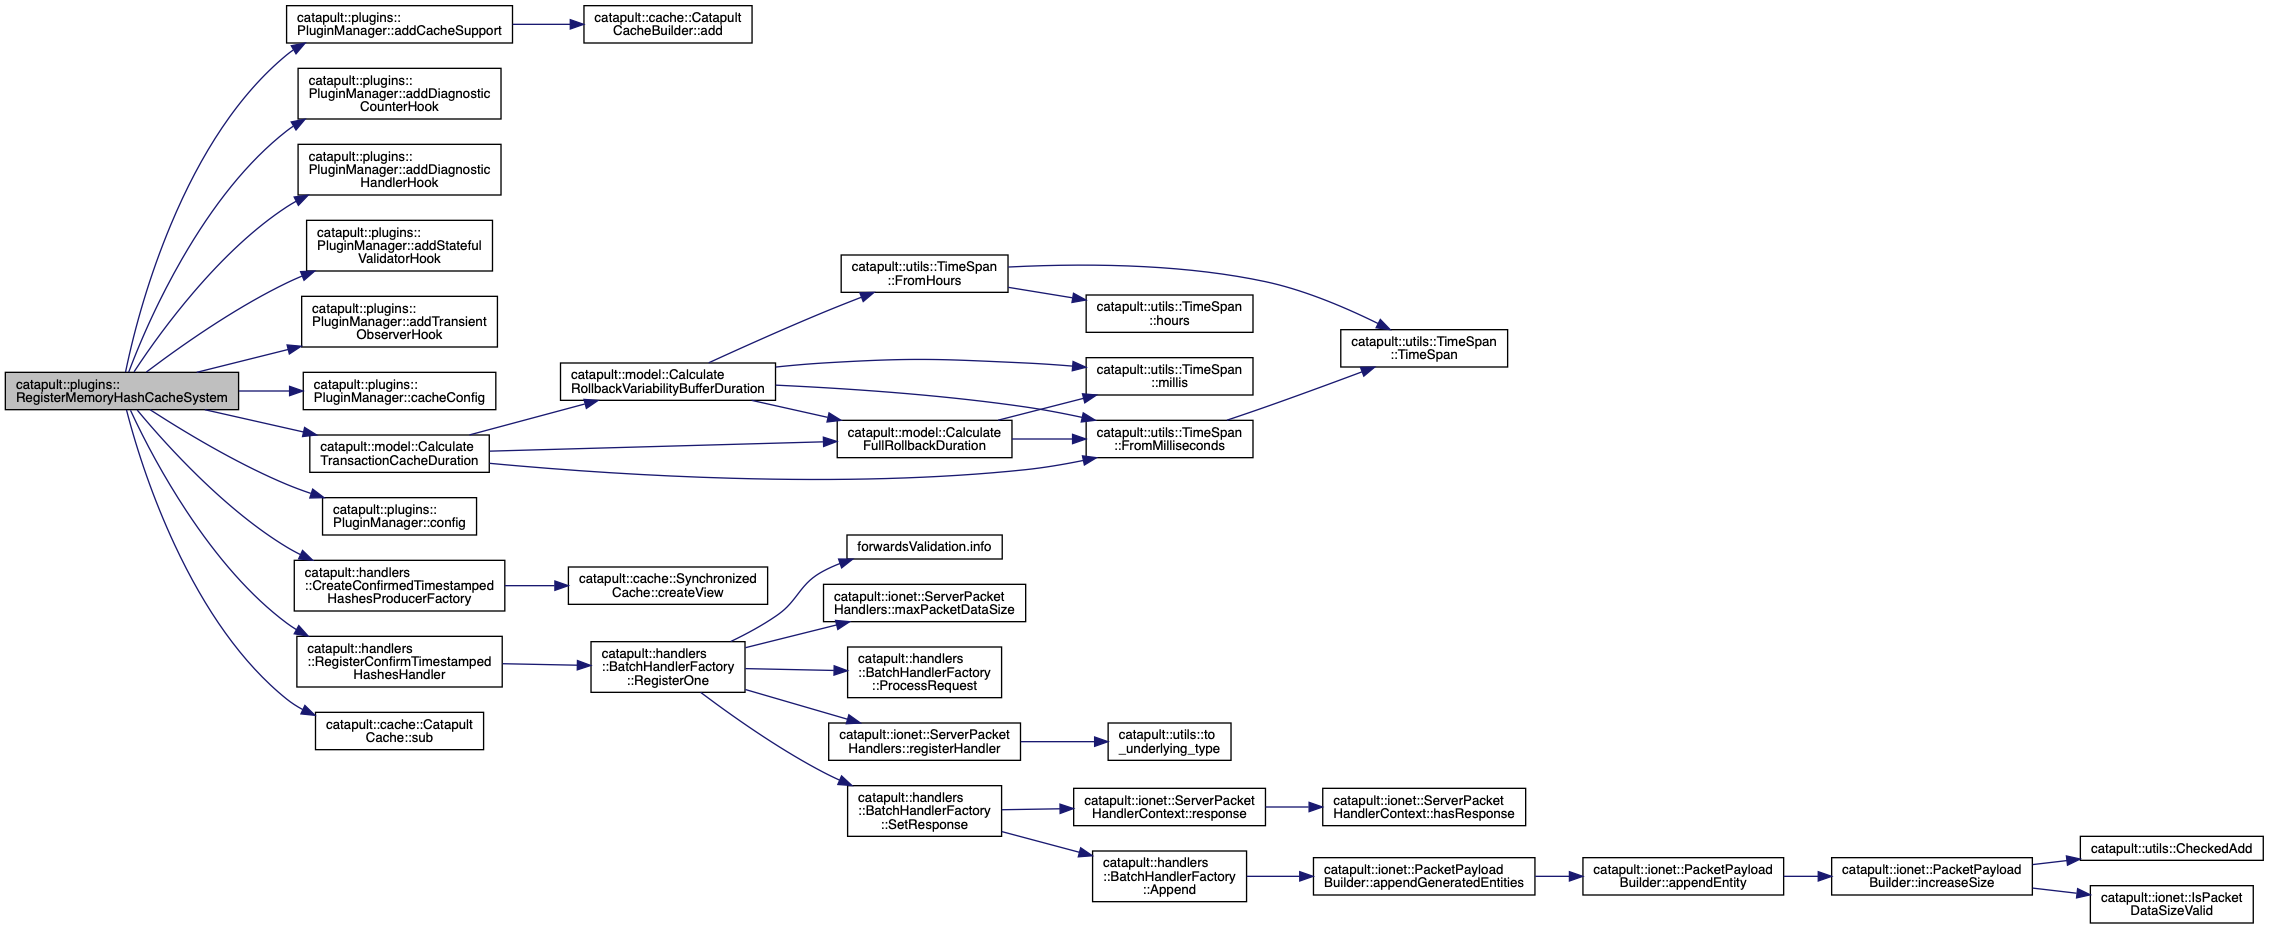 catapult::plugins::
RegisterMemoryHashCacheSystem
catapult::plugins::
PluginManager::addCacheSupport
catapult::cache::Catapult
CacheBuilder::add
catapult::plugins::
PluginManager::addDiagnostic
CounterHook
catapult::plugins::
PluginManager::addDiagnostic
HandlerHook
catapult::plugins::
PluginManager::addStateful
ValidatorHook
catapult::plugins::
PluginManager::addTransient
ObserverHook
catapult::plugins::
PluginManager::cacheConfig
catapult::model::Calculate
TransactionCacheDuration
catapult::model::Calculate
RollbackVariabilityBufferDuration
catapult::utils::TimeSpan
::FromHours
catapult::utils::TimeSpan
::hours
catapult::utils::TimeSpan
::TimeSpan
catapult::utils::TimeSpan
::millis
catapult::model::Calculate
FullRollbackDuration
catapult::utils::TimeSpan
::FromMilliseconds
catapult::plugins::
PluginManager::config
catapult::handlers
::CreateConfirmedTimestamped
HashesProducerFactory
catapult::cache::Synchronized
Cache::createView
catapult::handlers
::RegisterConfirmTimestamped
HashesHandler
catapult::handlers
::BatchHandlerFactory
::RegisterOne
forwardsValidation.info
catapult::ionet::ServerPacket
Handlers::maxPacketDataSize
catapult::handlers
::BatchHandlerFactory
::ProcessRequest
catapult::ionet::ServerPacket
Handlers::registerHandler
catapult::utils::to
_underlying_type
catapult::handlers
::BatchHandlerFactory
::SetResponse
catapult::ionet::ServerPacket
HandlerContext::response
catapult::ionet::ServerPacket
HandlerContext::hasResponse
catapult::handlers
::BatchHandlerFactory
::Append
catapult::ionet::PacketPayload
Builder::appendGeneratedEntities
catapult::ionet::PacketPayload
Builder::appendEntity
catapult::ionet::PacketPayload
Builder::increaseSize
catapult::utils::CheckedAdd
catapult::ionet::IsPacket
DataSizeValid
catapult::cache::Catapult
Cache::sub